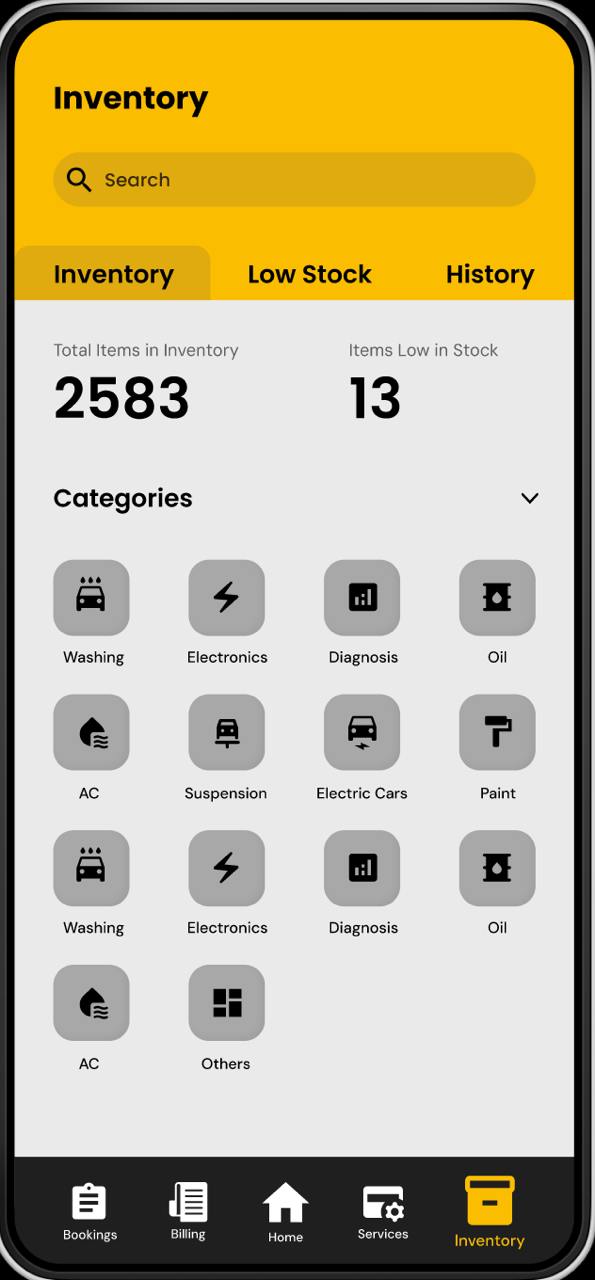 Inventory
Search
Inventory Low Stock History
Total Items in Inventory Items Low in Stock
2583 13
Categories
Washing Electronics Diagnosis Oil
AC Suspension Electric Cars Paint
Washing Electronics Diagnosis Oil
AC Others
Bookings Billing Home Services Inventory